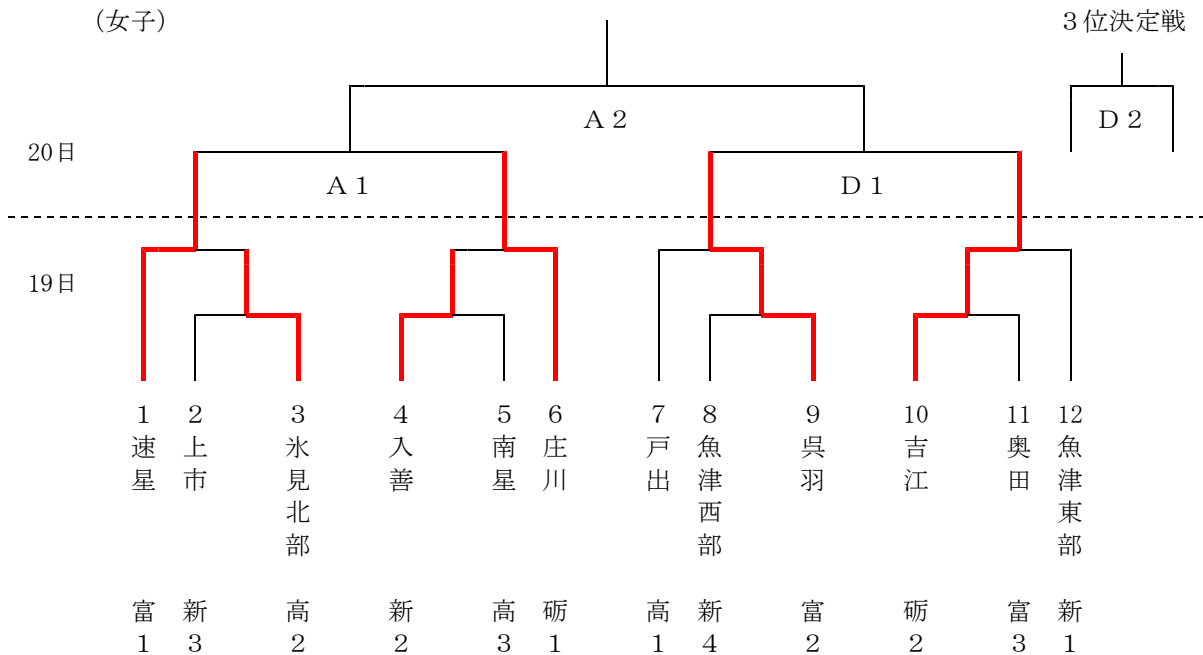 (女子)
３位決定戦
Ａ２
Ｄ２
20日
Ａ１
Ｄ１
19日
1 2 3 4 5 6 7 8 9 10 11 12
速星
上市
氷見北部
入善
南星
庄川
戸出
魚津西部
呉羽
吉江
奥田
魚津東部
富 新 高 新 高 砺 高 新 富 砺 富 新
1 3 2 2 3 1 1 4 2 2 3 1